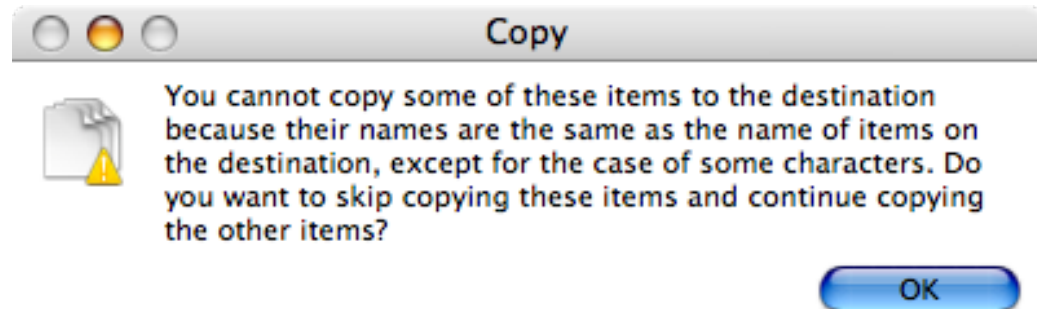 Copy
You cannot copy some of these items to the destination
because their names are the same as the name of items on
the destination, except for the case of some characters. Do
you want to skip copying these items and continue copying
the other items?
OK